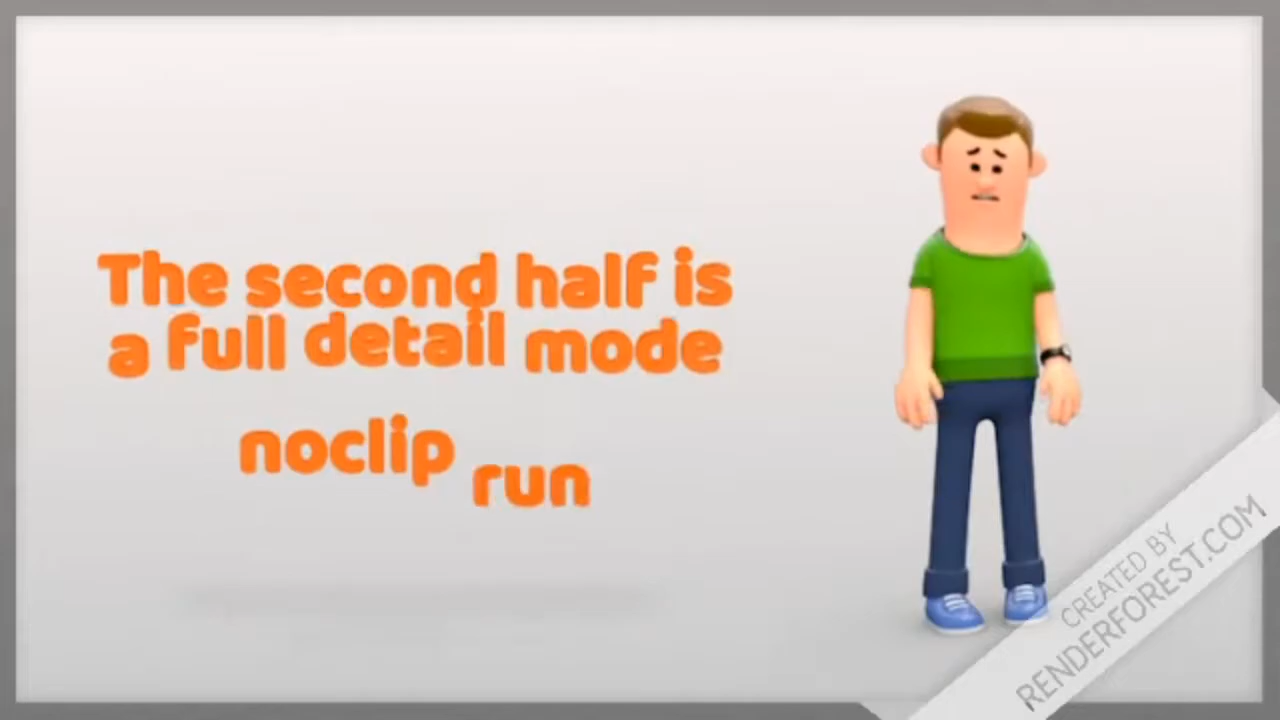 The second half is
a full detail mode
noclip run
CREATED BY
RENDERFOREST.COM